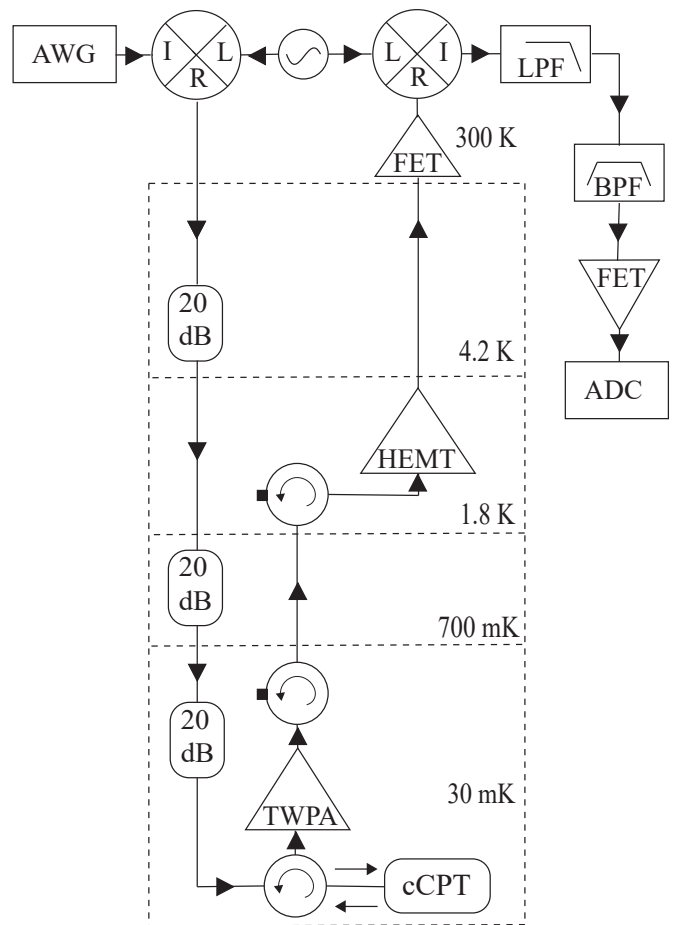 AWG
I
L
R
L
I
R
LPF
300 K
FET
BPF
FET
20
dB
4.2 K
ADC
HEMT
1.8 K
20
dB
700 mK
20
dB
30 mK
TWPA
cCPT